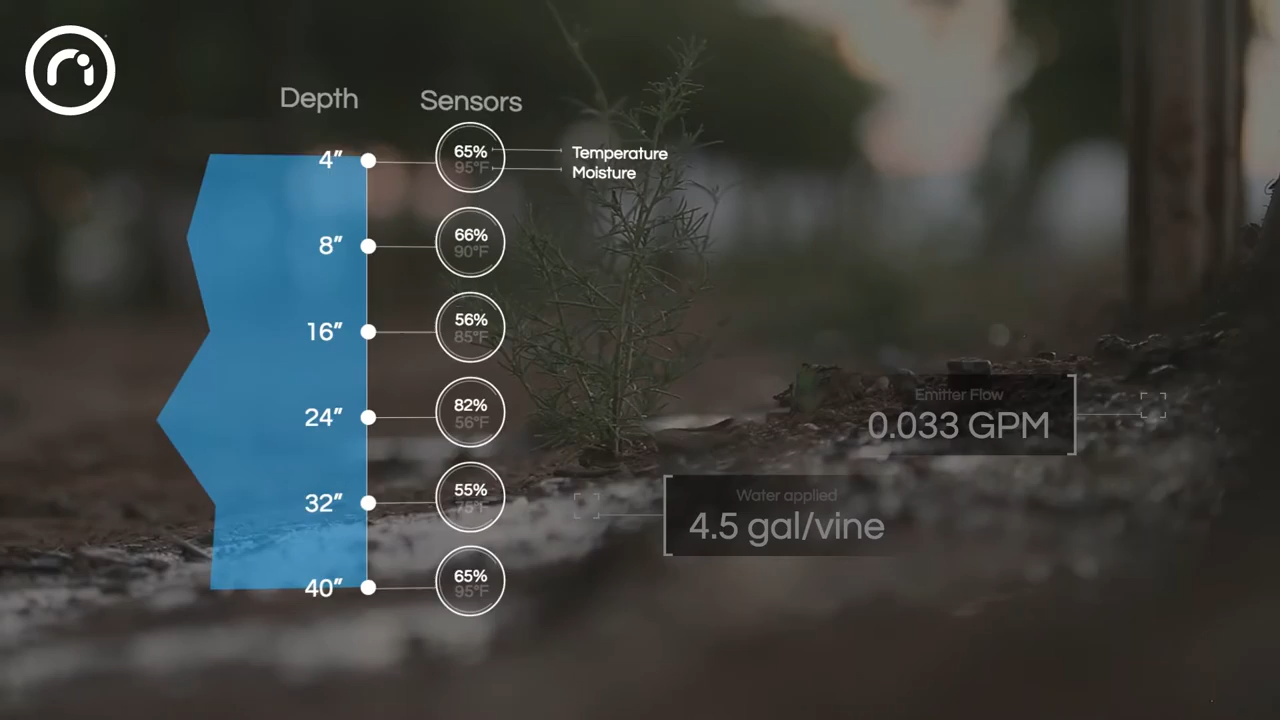 Depth Sensors
4” 65% Temperature
95°F Moisture
8” 66%
90°F
16” 56%
85°F
24” 82%
56°F
32” 55%
75°F
40” 65%
95°F
Emitter Flow
0.033 GPM
Water applied
4.5 gal/vine